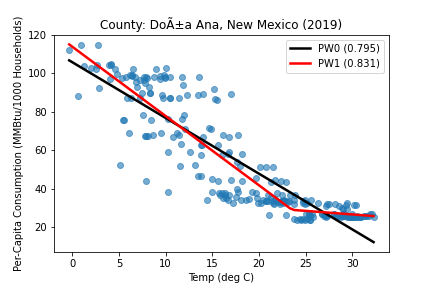 County: DoÃ±a Ana, New Mexico (2019)
Per-Capita Consumption (MMBtu/1000 Households)
120
100
80
60
40
20
PW0 (0.795)
PW1 (0.831)
0 5 10 15 20 25 30
Temp (deg C)